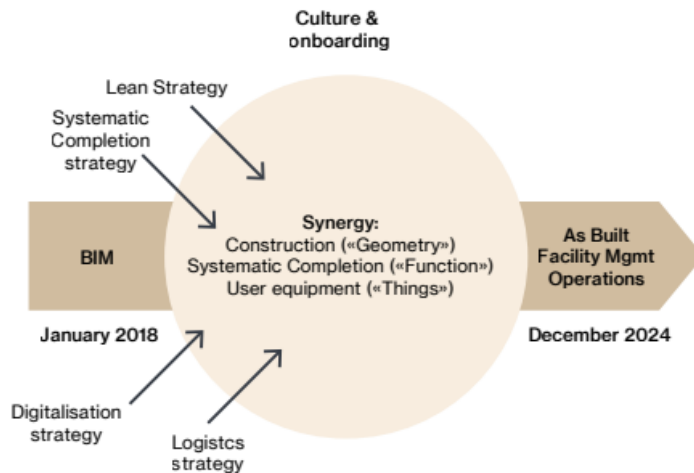 Culture &
onboarding
Lean Strategy
Systematic
Completion
strategy
Synergy:
Construction («Geometry»)
Systematic Completion («Function»)
User equipment («Things»)
BIM
As Built
Facility Mgmt
Operations
January 2018
December 2024
Digitalisation
strategy
Logistcs
strategy